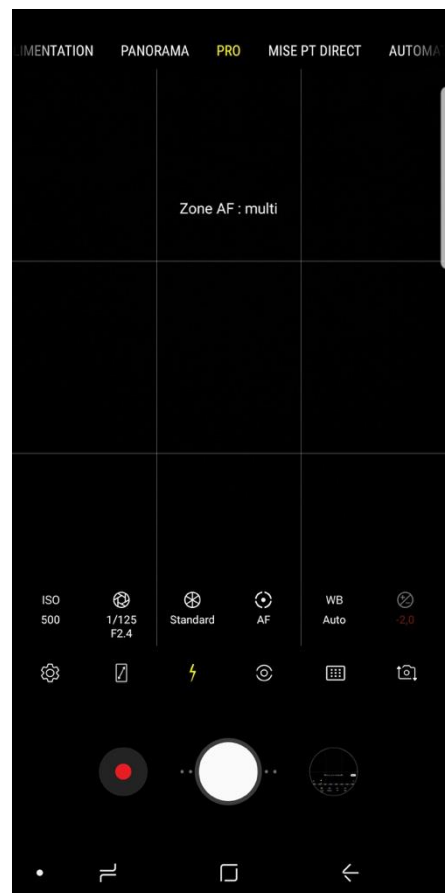 IMENTATION PANORAMA PRO MISE PT DIRECT AUTOMA
Zone AF : multi
ISO WB
500 1/125 Standard AF Auto -2,0
F2.4